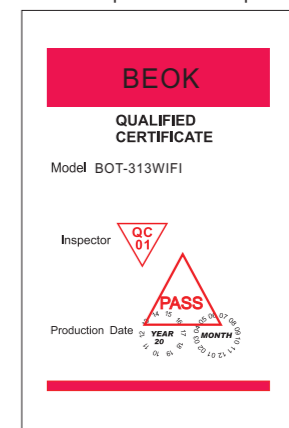 BEOK
QUALIFIED
CERTIFICATE
Model BOT-313WIFI
Inspector
QC
01
PASS
Production Date
YEAR
20
MONTH